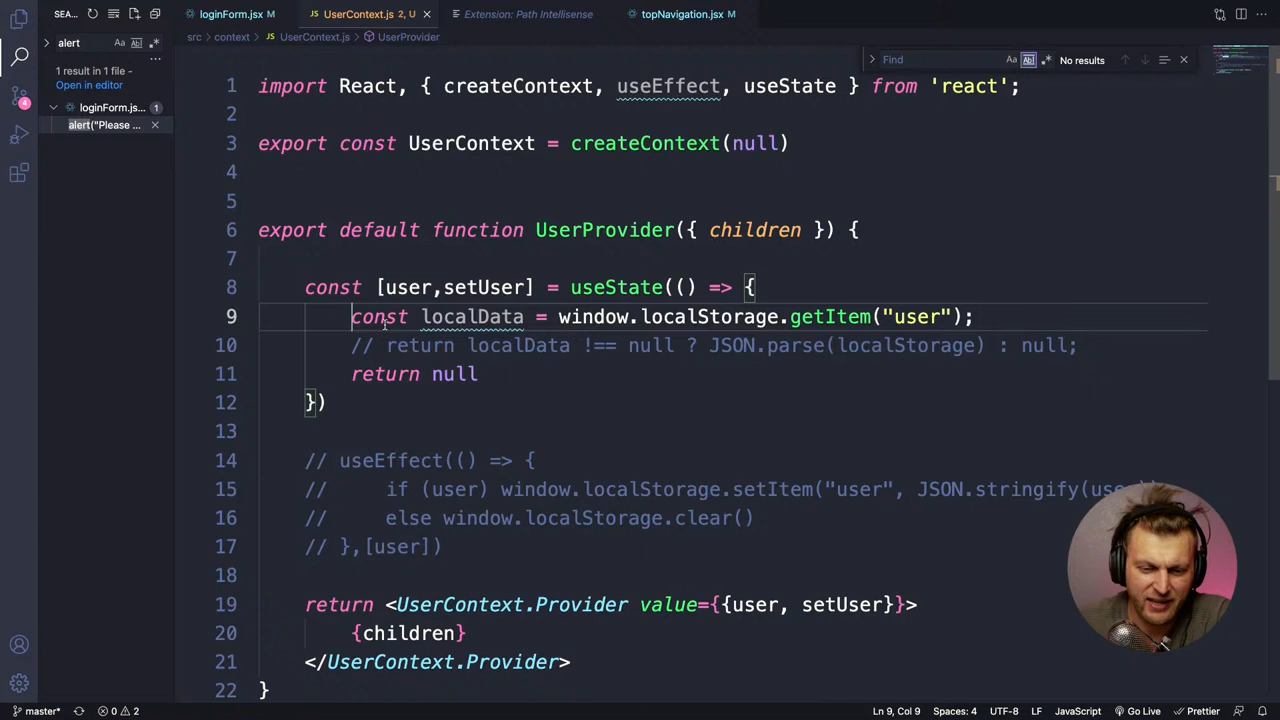 SEA...
loginForm.jsx M
UserContext.js 2, U
Extension: Path Intellisense
topNavigation.jsx M
alert
Aa
src > context > JS UserContext.js > UserProvider
Find
Aa
No results
1 result in 1 file -
Open in editor
loginForm.js... 1
alert("Please ...
4
1 import React, { createContext, useEffect, useState } from 'react';
2
3 export const UserContext = createContext(null)
4
5
6 export default function UserProvider({ children }) {
7
8 const [user,setUser] = useState(() => {
9 const localData = window.localStorage.getItem("user");
10 // return localData !== null ? JSON.parse(localStorage) : null;
11 return null
12 })
13
14 // useEffect(() => {
15 // if (user) window.localStorage.setItem("user", JSON.stringify(use
16 // else window.localStorage.clear()
17 // },[user])
18
19 return <UserContext.Provider value={{user, setUser}}>
20 {children}
21 </UserContext.Provider>
22 }
master*
0 2
Ln 9, Col 9
Spaces: 4
UTF-8
LF
JavaScript
Go Live
Prettier